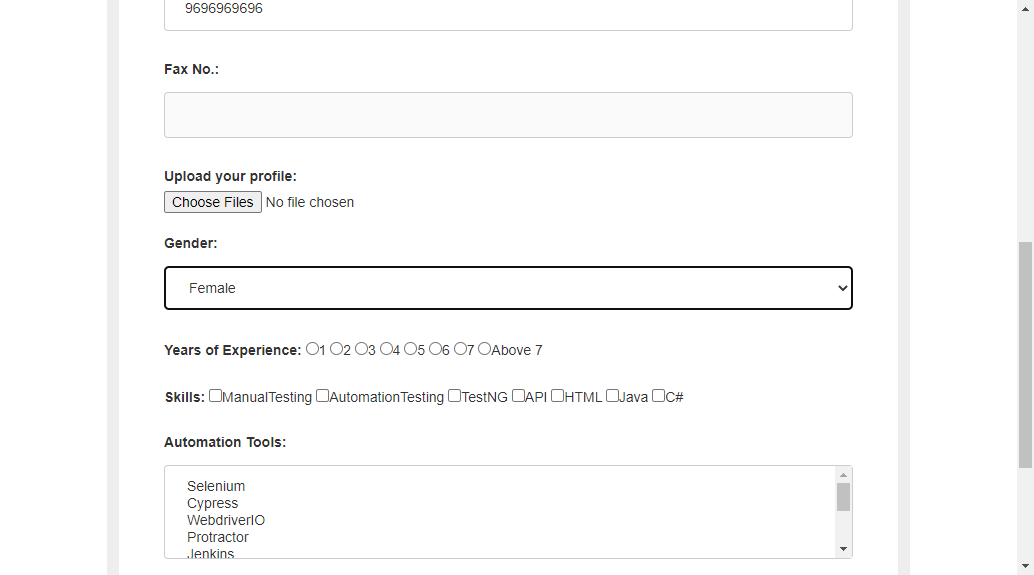 9696969696
Fax No.:
Upload your profile:
Choose Files No file chosen
Gender:
Female
Years of Experience: 1 2 3 4 5 6 7 Above 7
Skills: ManualTesting AutomationTesting TestNG API HTML Java C#
Automation Tools:
Selenium
Cypress
WebdriverIO
Protractor
Jenkins